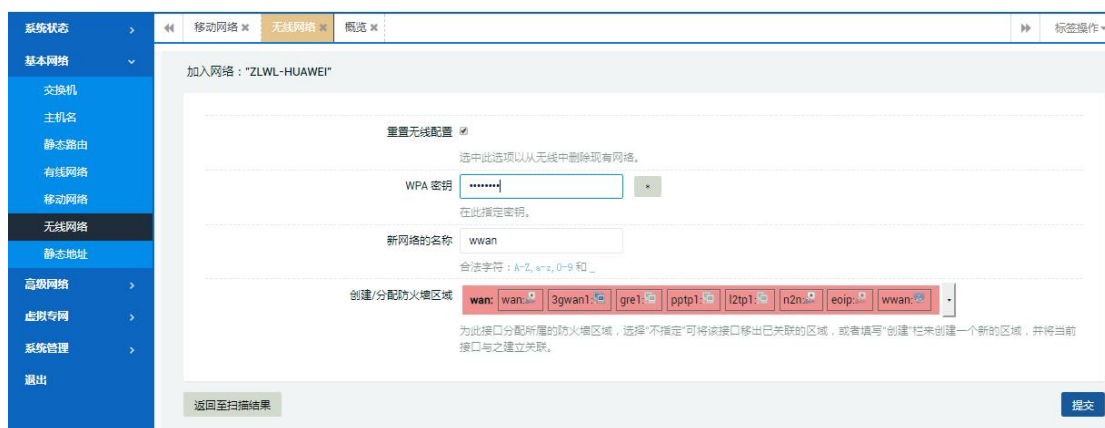 系统状态
基本网络
交换机
主机名
静态路由
有线网络
移动网络
无线网络
静态地址
高级网络
虚拟专网
系统管理
退出
移动网络 无线网络 概览 标签操作
加入网络："ZLWL-HUAWEI"
重置无线配置
选中此选项以从无线中删除现有网络。
WPA 密钥 ••••••••
*
在此指定密钥。
新网络的名称 wwan
合法字符：A-Z, a-z, 0-9 和 _
创建/分配防火墙区域 wan: wan: 3gwan1: gre1: pptp1: l2tp1: n2n: eoip: wwan:
为此接口分配所属的防火墙区域，选择"不指定"可将该接口移出已关联的区域，或者填写"创建"栏来创建一个新的区域，并将当前
接口与之建立关联。
返回至扫描结果 提交